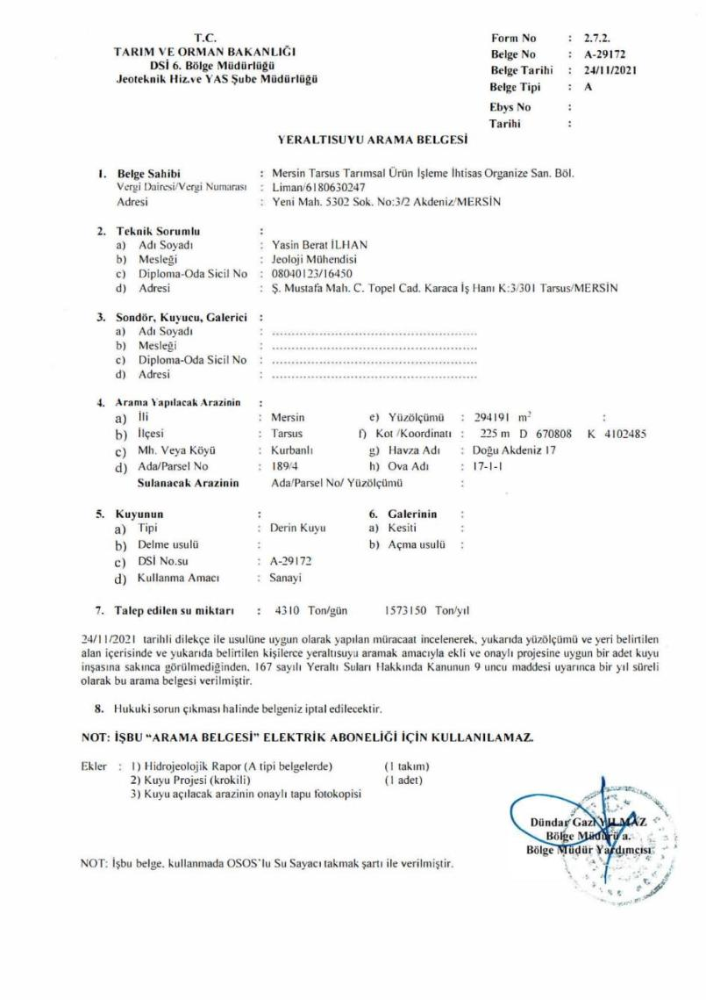 T.C.
TARIM VE ORMAN BAKANLIĞI
DSİ 6. Bölge Müdürlüğü
Jeoteknik Hiz.ve YAS Şube Müdürlüğü
Form No : 2.7.2.
Belge No : A-29172
Belge Tarihi : 24/11/2021
Belge Tipi : A
Ebys No :
Tarihi :
YERALTISUYU ARAMA BELGESİ
1. Belge Sahibi : Mersin Tarsus Tarımsal Ürün İşleme İhtisas Organize San. Böl.
Vergi Dairesi/Vergi Numarası : Liman/6180630247
Adresi : Yeni Mah. 5302 Sok. No:3/2 Akdeniz/MERSİN
2. Teknik Sorumlu :
a) Adı Soyadı : Yasin Berat İLHAN
b) Mesleği : Jeoloji Mühendisi
c) Diploma-Oda Sicil No : 08040123/16450
d) Adresi : Ş. Mustafa Mah. C. Topel Cad. Karaca İş Hanı K:3/301 Tarsus/MERSİN
3. Sondör, Kuyucu, Galerici :
a) Adı Soyadı : ......................................................
b) Mesleği : ......................................................
c) Diploma-Oda Sicil No : ......................................................
d) Adresi : ......................................................
4. Arama Yapılacak Arazinin :
a) İli : Mersin e) Yüzölçümü : 294191 m² :
b) İlçesi : Tarsus f) Kot /Koordinatı : 225 m D 670808 K 4102485
c) Mh. Veya Köyü : Kurbanlı g) Havza Adı : Doğu Akdeniz 17
d) Ada/Parsel No : 189/4 h) Ova Adı : 17-1-1
Sulanacak Arazinin Ada/Parsel No/ Yüzölçümü :
5. Kuyunun : 6. Galerinin :
a) Tipi : Derin Kuyu a) Kesiti :
b) Delme usulü : b) Açma usulü :
c) DSİ No.su : A-29172
d) Kullanma Amacı : Sanayi
7. Talep edilen su miktarı : 4310 Ton/gün 1573150 Ton/yıl
24/11/2021 tarihli dilekçe ile usulüne uygun olarak yapılan müracaat incelenerek, yukarıda yüzölçümü ve yeri belirtilen
alan içerisinde ve yukarıda belirtilen kişilerce yeraltısuyu aramak amacıyla ekli ve onaylı projesine uygun bir adet kuyu
inşasına sakınca görülmediğinden, 167 sayılı Yeraltı Suları Hakkında Kanunun 9 uncu maddesi uyarınca bir yıl süreli
olarak bu arama belgesi verilmiştir.
8. Hukuki sorun çıkması halinde belgeniz iptal edilecektir.
NOT: İŞBU “ARAMA BELGESİ” ELEKTRİK ABONELİĞİ İÇİN KULLANILAMAZ.
Ekler : 1) Hidrojeolojik Rapor (A tipi belgelerde) (1 takım)
2) Kuyu Projesi (krokili) (1 adet)
3) Kuyu açılacak arazinin onaylı tapu fotokopisi
Dündar Gazi YILMAZ
Bölge Müdürü a.
Bölge Müdür Yardımcısı
NOT: İşbu belge, kullanmada OSOS'lu Su Sayacı takmak şartı ile verilmiştir.